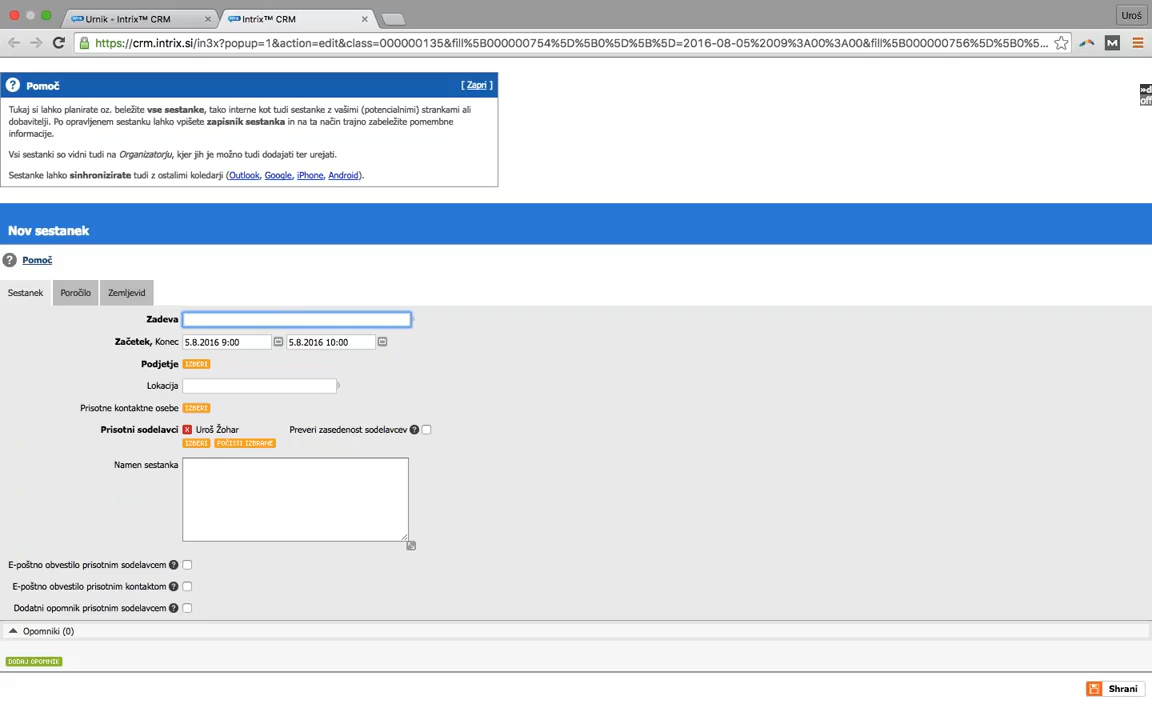 Urnik - Intrix™ CRM
Intrix™ CRM
Uroš
https://crm.intrix.si/in3x?popup=1&action=edit&class=000000135&fill%5B000000754%5D%5B0%5D%5B%5D=2016-08-05%2009%3A00%3A00&fill%5B000000756%5D%5B0%5...
Pomoč
[ Zapri ]
Tukaj si lahko planirate oz. beležite vse sestanke, tako interne kot tudi sestanke z vašimi (potencialnimi) strankami ali
dobavitelji. Po opravljenem sestanku lahko vpišete zapisnik sestanka in na ta način trajno zabeležite pomembne
informacije.
Vsi sestanki so vidni tudi na Organizatorju, kjer jih je možno tudi dodajati ter urejati.
Sestanke lahko sinhronizirate tudi z ostalimi koledarji (Outlook, Google, iPhone, Android).
Nov sestanek
Pomoč
Sestanek Poročilo Zemljevid
Zadeva
Začetek, Konec 5.8.2016 9:00 5.8.2016 10:00
Podjetje IZBERI
Lokacija
Prisotne kontaktne osebe IZBERI
Prisotni sodelavci X Uroš Žohar Preveri zasedenost sodelavcev ?
IZBERI POČISTI IZBRANE
Namen sestanka
E-poštno obvestilo prisotnim sodelavcem ?
E-poštno obvestilo prisotnim kontaktom ?
Dodatni opomnik prisotnim sodelavcem ?
Opomniki (0)
DODAJ OPOMNIK
Shrani